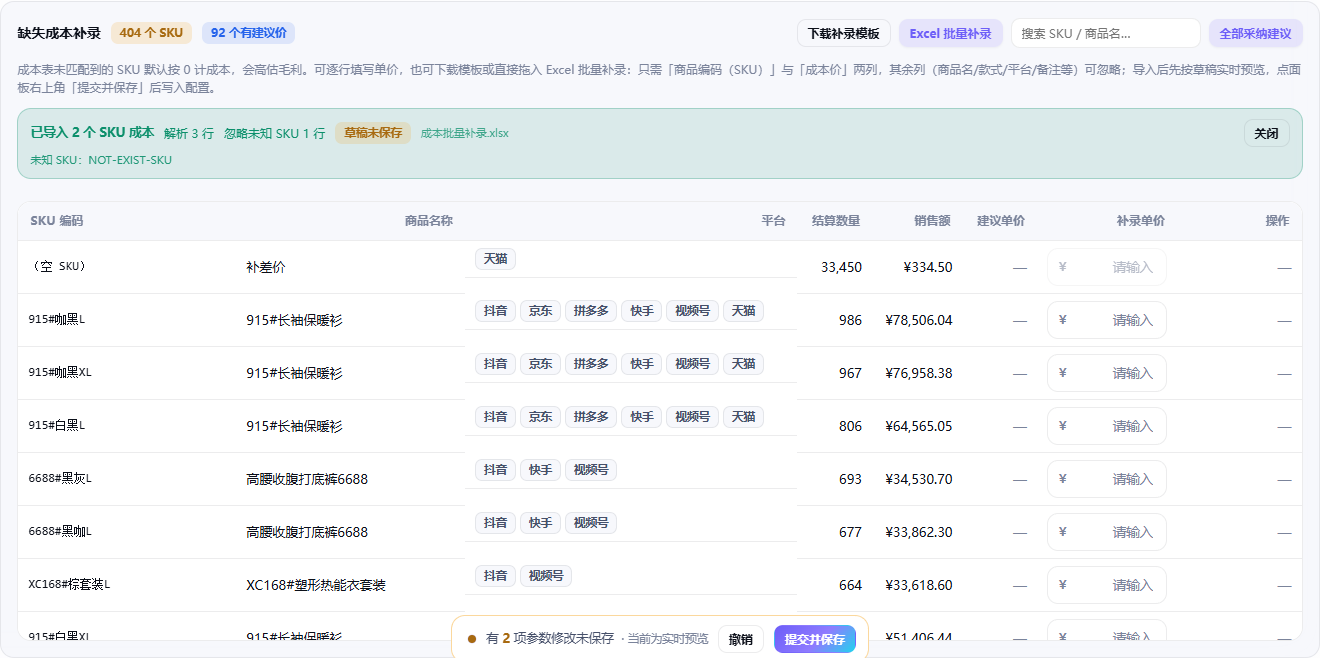 缺失成本补录 404 个 SKU 92 个有建议价 下载补录模板 Excel 批量补录 搜索 SKU / 商品名... 全部采纳建议
成本表未匹配到的 SKU 默认按 0 计成本，会高估毛利。可逐行填写单价，也可下载模板或直接拖入 Excel 批量补录：只需「商品编码（SKU）」与「成本价」两列，其余列（商品名/款式/平台/备注等）可忽略；导入后先按草稿实时预览，点面
板右上角「提交并保存」后写入配置。
已导入 2 个 SKU 成本 解析 3 行 忽略未知 SKU 1 行 草稿未保存 成本批量补录.xlsx 关闭
未知 SKU：NOT-EXIST-SKU
SKU 编码 商品名称 平台 结算数量 销售额 建议单价 补录单价 操作
（空 SKU） 补差价 天猫 33,450 ¥334.50 — ¥ 请输入 —
915#咖黑L 915#长袖保暖衫 抖音 京东 拼多多 快手 视频号 天猫 986 ¥78,506.04 — ¥ 请输入 —
915#咖黑XL 915#长袖保暖衫 抖音 京东 拼多多 快手 视频号 天猫 967 ¥76,958.38 — ¥ 请输入 —
915#白黑L 915#长袖保暖衫 抖音 京东 拼多多 快手 视频号 天猫 806 ¥64,565.05 — ¥ 请输入 —
6688#黑灰L 高腰收腹打底裤6688 抖音 快手 视频号 693 ¥34,530.70 — ¥ 请输入 —
6688#黑咖L 高腰收腹打底裤6688 抖音 快手 视频号 677 ¥33,862.30 — ¥ 请输入 —
XC168#棕套装L XC168#塑形热能衣套装 抖音 视频号 664 ¥33,618.60 — ¥ 请输入 —
915#白黑XL 915#长袖保暖衫 ¥51,406.44 — ¥ 请输入 —
有 2 项参数修改未保存 · 当前为实时预览 撤销 提交并保存